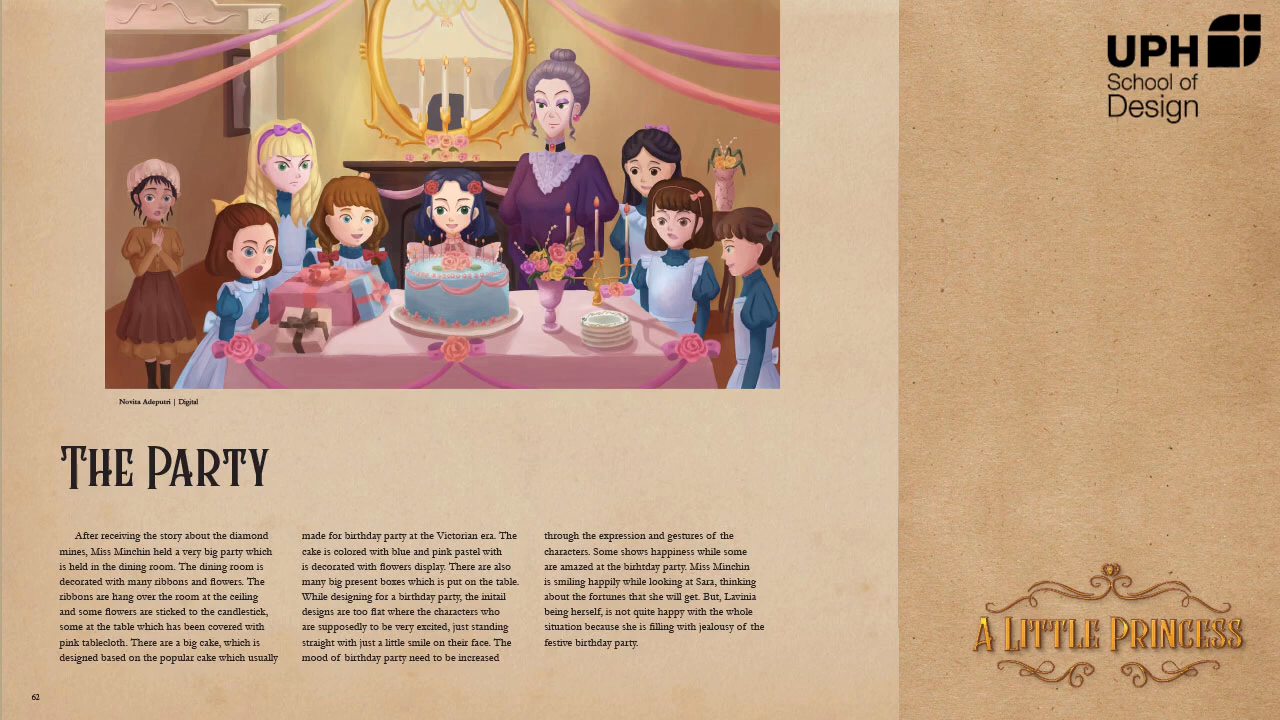 UPH
School of
Design
Novita Adeputri | Digital
The Party
After receiving the story about the diamond
mines, Miss Minchin held a very big party which
is held in the dining room. The dining room is
decorated with many ribbons and flowers. The
ribbons are hang over the room at the ceiling
and some flowers are sticked to the candlestick,
some at the table which has been covered with
pink tablecloth. There are a big cake, which is
designed based on the popular cake which usually
made for birthday party at the Victorian era. The
cake is colored with blue and pink pastel with
is decorated with flowers display. There are also
many big present boxes which is put on the table.
While designing for a birthday party, the initail
designs are too flat where the characters who
are supposedly to be very excited, just standing
straight with just a little smile on their face. The
mood of birthday party need to be increased
through the expression and gestures of the
characters. Some shows happiness while some
are amazed at the birhtday party. Miss Minchin
is smiling happily while looking at Sara, thinking
about the fortunes that she will get. But, Lavinia
being herself, is not quite happy with the whole
situation because she is filling with jealousy of the
festive birthday party.
A Little Princess
62